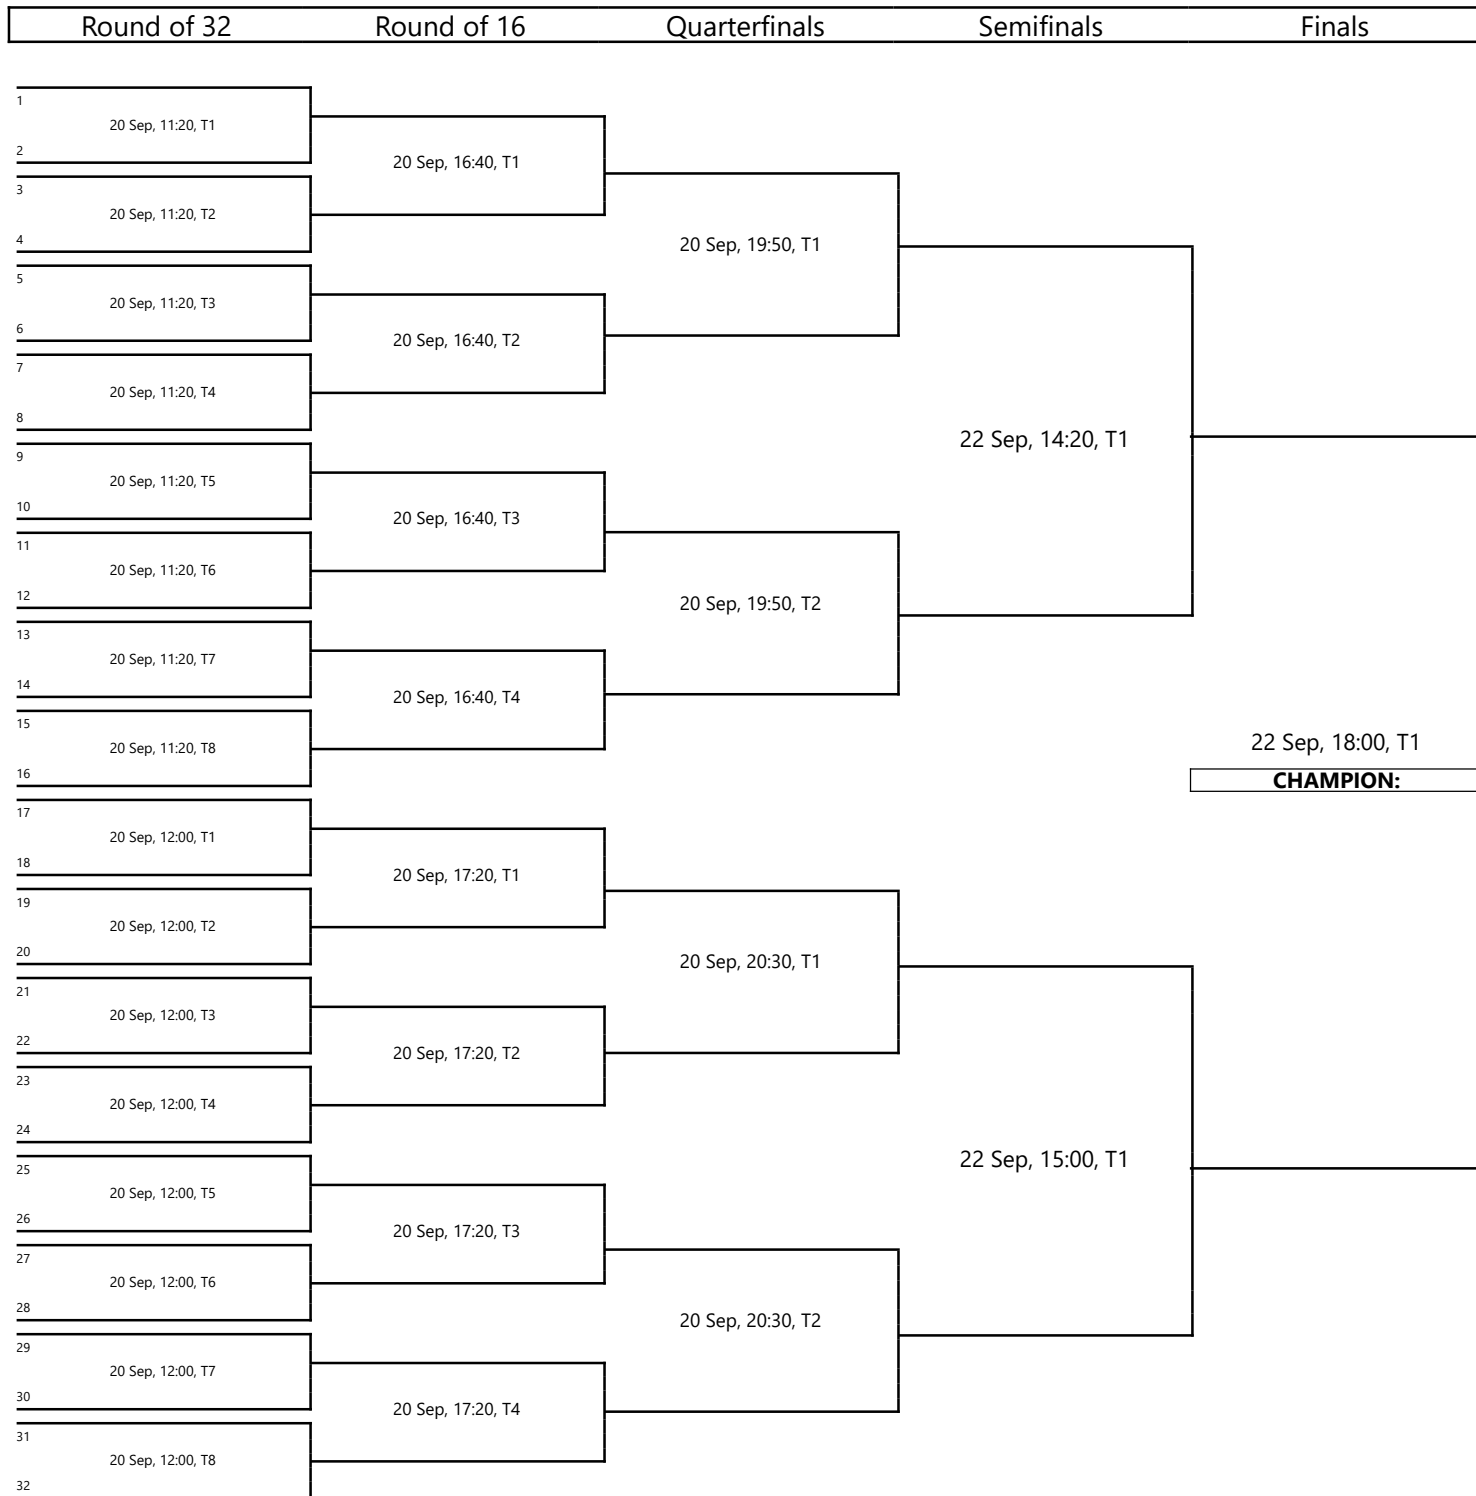 Round of 32 Round of 16 Quarterfinals Semifinals Finals
1
20 Sep, 11:20, T1
2
20 Sep, 16:40, T1
3
20 Sep, 11:20, T2
4
20 Sep, 19:50, T1
5
20 Sep, 11:20, T3
6
20 Sep, 16:40, T2
7
20 Sep, 11:20, T4
8
22 Sep, 14:20, T1
9
20 Sep, 11:20, T5
10
20 Sep, 16:40, T3
11
20 Sep, 11:20, T6
12
20 Sep, 19:50, T2
13
20 Sep, 11:20, T7
14
20 Sep, 16:40, T4
15
20 Sep, 11:20, T8
16
22 Sep, 18:00, T1
CHAMPION:
17
20 Sep, 12:00, T1
18
20 Sep, 17:20, T1
19
20 Sep, 12:00, T2
20
20 Sep, 20:30, T1
21
20 Sep, 12:00, T3
22
20 Sep, 17:20, T2
23
20 Sep, 12:00, T4
24
22 Sep, 15:00, T1
25
20 Sep, 12:00, T5
26
20 Sep, 17:20, T3
27
20 Sep, 12:00, T6
28
20 Sep, 20:30, T2
29
20 Sep, 12:00, T7
30
20 Sep, 17:20, T4
31
20 Sep, 12:00, T8
32